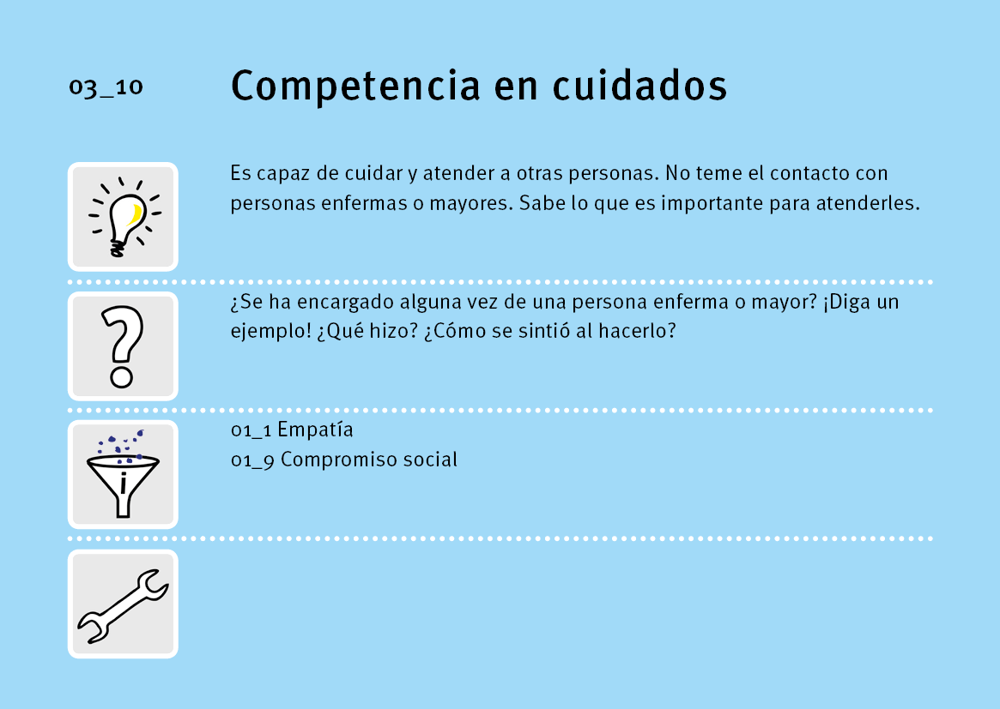 03_10
Competencia en cuidados
Es capaz de cuidar y atender a otras personas. No teme el contacto con
personas enfermas o mayores. Sabe lo que es importante para atenderles.
¿Se ha encargado alguna vez de una persona enferma o mayor? ¡Diga un
ejemplo! ¿Qué hizo? ¿Cómo se sintió al hacerlo?
i
01_1 Empatía
01_9 Compromiso social